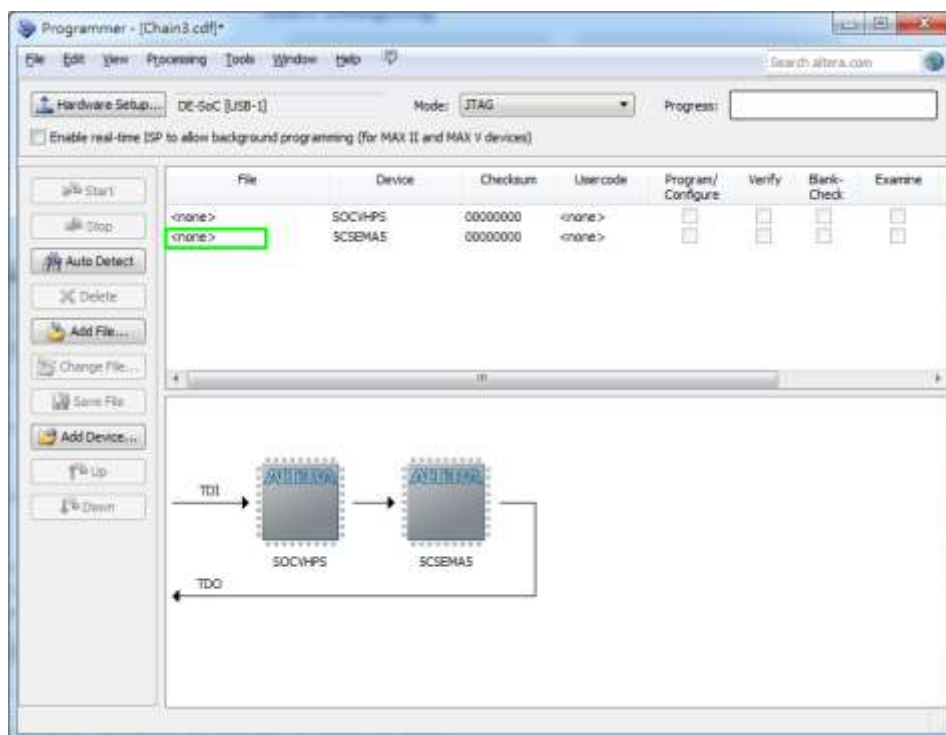 Programmer - [Chain3.cdf]*
File Edit View Processing Tools Window Help
Search altera.com
Hardware Setup... DE-SoC [USB-1] Mode: JTAG Progress:
Enable real-time ISP to allow background programming (for MAX II and MAX V devices)
Start
Stop
Auto Detect
Delete
Add File...
Change File...
Save File
Add Device...
Up
Down
File Device Checksum Usercode Program/ Verify Blank- Examine
Configure Check
<none> SOCVHPS 00000000 <none>
<none> 5CSEMA5 00000000 <none>
ALTERA ALTERA
TDI
SOCVHPS 5CSEMA5
TDO